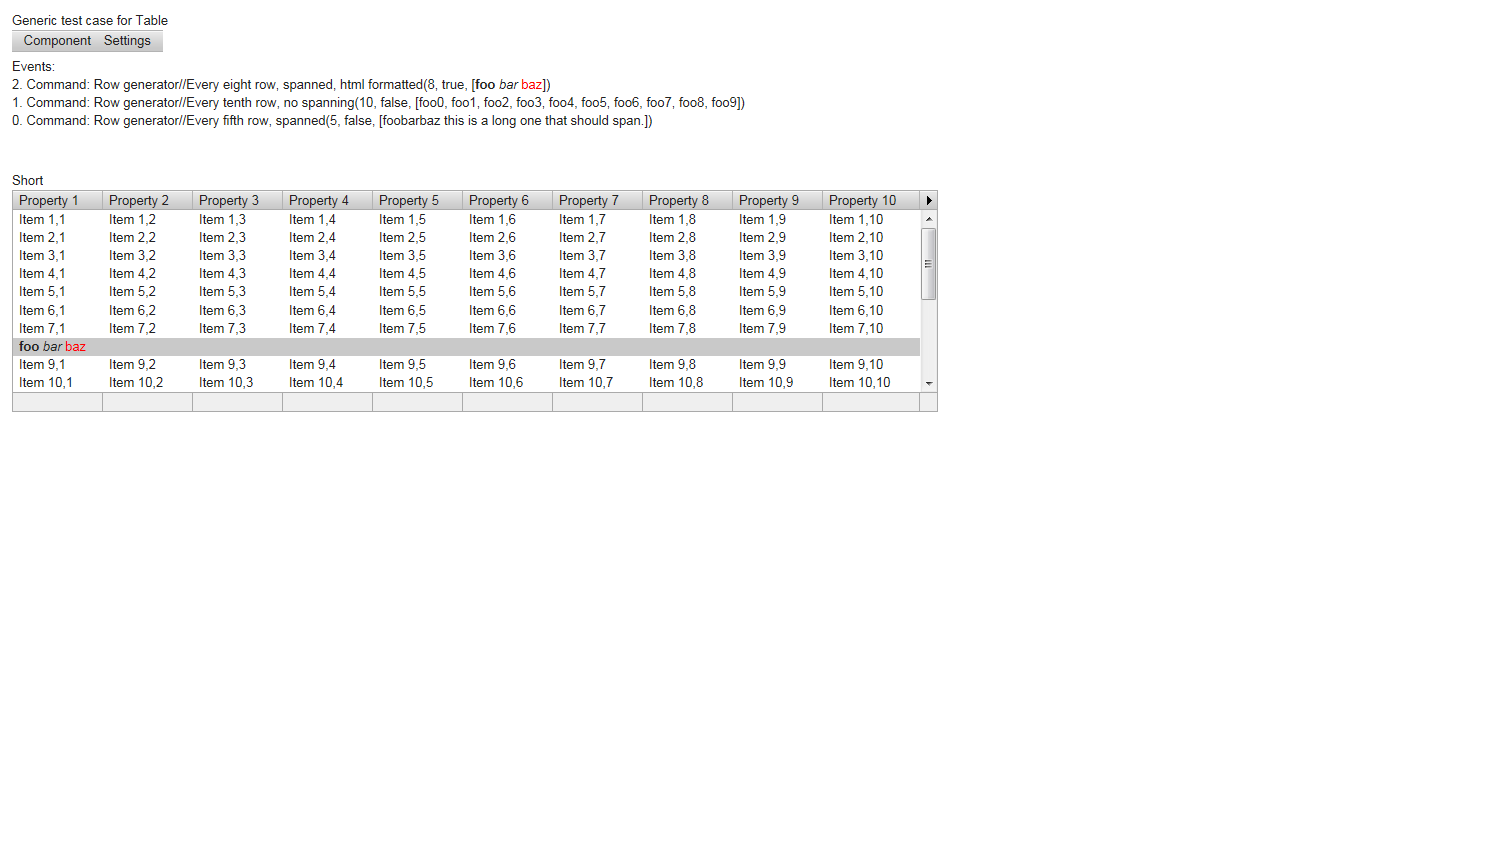 Generic test case for Table
Component Settings
Events:
2. Command: Row generator//Every eight row, spanned, html formatted(8, true, [foo bar baz])
1. Command: Row generator//Every tenth row, no spanning(10, false, [foo0, foo1, foo2, foo3, foo4, foo5, foo6, foo7, foo8, foo9])
0. Command: Row generator//Every fifth row, spanned(5, false, [foobarbaz this is a long one that should span.])
Short
Property 1 Property 2 Property 3 Property 4 Property 5 Property 6 Property 7 Property 8 Property 9 Property 10
Item 1,1 Item 1,2 Item 1,3 Item 1,4 Item 1,5 Item 1,6 Item 1,7 Item 1,8 Item 1,9 Item 1,10
Item 2,1 Item 2,2 Item 2,3 Item 2,4 Item 2,5 Item 2,6 Item 2,7 Item 2,8 Item 2,9 Item 2,10
Item 3,1 Item 3,2 Item 3,3 Item 3,4 Item 3,5 Item 3,6 Item 3,7 Item 3,8 Item 3,9 Item 3,10
Item 4,1 Item 4,2 Item 4,3 Item 4,4 Item 4,5 Item 4,6 Item 4,7 Item 4,8 Item 4,9 Item 4,10
Item 5,1 Item 5,2 Item 5,3 Item 5,4 Item 5,5 Item 5,6 Item 5,7 Item 5,8 Item 5,9 Item 5,10
Item 6,1 Item 6,2 Item 6,3 Item 6,4 Item 6,5 Item 6,6 Item 6,7 Item 6,8 Item 6,9 Item 6,10
Item 7,1 Item 7,2 Item 7,3 Item 7,4 Item 7,5 Item 7,6 Item 7,7 Item 7,8 Item 7,9 Item 7,10
foo bar baz
Item 9,1 Item 9,2 Item 9,3 Item 9,4 Item 9,5 Item 9,6 Item 9,7 Item 9,8 Item 9,9 Item 9,10
Item 10,1 Item 10,2 Item 10,3 Item 10,4 Item 10,5 Item 10,6 Item 10,7 Item 10,8 Item 10,9 Item 10,10